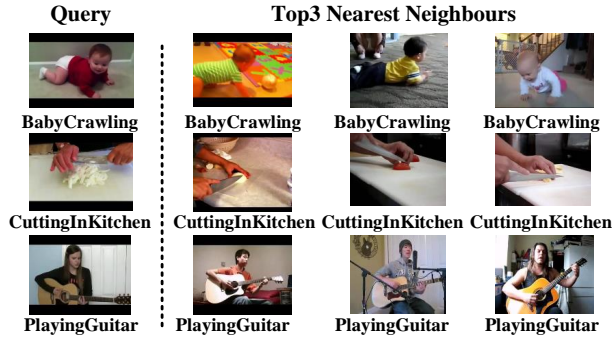 Query Top3 Nearest Neighbours
BabyCrawling BabyCrawling BabyCrawling BabyCrawling
CuttingInKitchen CuttingInKitchen CuttingInKitchen CuttingInKitchen
PlayingGuitar PlayingGuitar PlayingGuitar PlayingGuitar